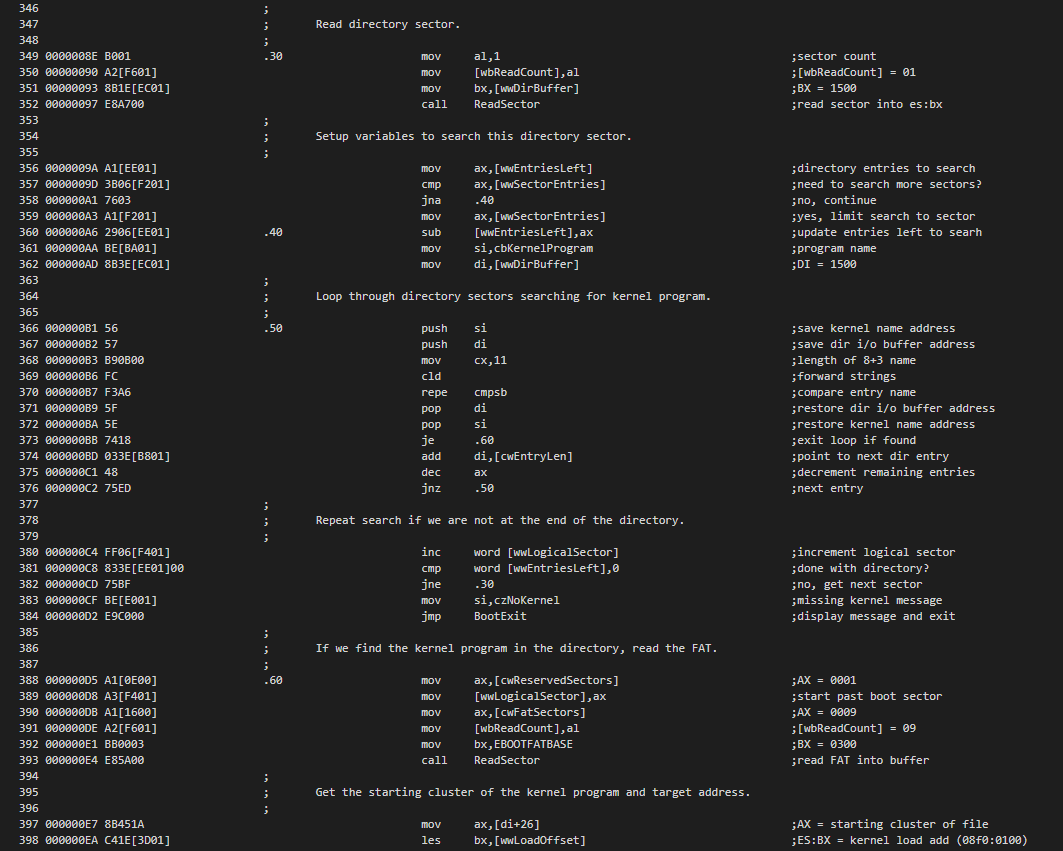 346 ;
347 ; Read directory sector.
348 ;
349 0000008E B001 .30 mov al,1 ;sector count
350 00000090 A2[F601] mov [wbReadCount],al ;[wbReadCount] = 01
351 00000093 8B1E[EC01] mov bx,[wwDirBuffer] ;BX = 1500
352 00000097 E8A700 call ReadSector ;read sector into es:bx
353 ;
354 ; Setup variables to search this directory sector.
355 ;
356 0000009A A1[EE01] mov ax,[wwEntriesLeft] ;directory entries to search
357 0000009D 3B06[F201] cmp ax,[wwSectorEntries] ;need to search more sectors?
358 000000A1 7603 jna .40 ;no, continue
359 000000A3 A1[F201] mov ax,[wwSectorEntries] ;yes, limit search to sector
360 000000A6 2906[EE01] .40 sub [wwEntriesLeft],ax ;update entries left to searh
361 000000AA BE[BA01] mov si,cbKernelProgram ;program name
362 000000AD 8B3E[EC01] mov di,[wwDirBuffer] ;DI = 1500
363 ;
364 ; Loop through directory sectors searching for kernel program.
365 ;
366 000000B1 56 .50 push si ;save kernel name address
367 000000B2 57 push di ;save dir i/o buffer address
368 000000B3 B90B00 mov cx,11 ;length of 8+3 name
369 000000B6 FC cld ;forward strings
370 000000B7 F3A6 repe cmpsb ;compare entry name
371 000000B9 5F pop di ;restore dir i/o buffer address
372 000000BA 5E pop si ;restore kernel name address
373 000000BB 7418 je .60 ;exit loop if found
374 000000BD 033E[B801] add di,[cwEntryLen] ;point to next dir entry
375 000000C1 48 dec ax ;decrement remaining entries
376 000000C2 75ED jnz .50 ;next entry
377 ;
378 ; Repeat search if we are not at the end of the directory.
379 ;
380 000000C4 FF06[F401] inc word [wwLogicalSector] ;increment logical sector
381 000000C8 833E[EE01]00 cmp word [wwEntriesLeft],0 ;done with directory?
382 000000CD 75BF jne .30 ;no, get next sector
383 000000CF BE[E001] mov si,czNoKernel ;missing kernel message
384 000000D2 E9C000 jmp BootExit ;display message and exit
385 ;
386 ; If we find the kernel program in the directory, read the FAT.
387 ;
388 000000D5 A1[0E00] .60 mov ax,[cwReservedSectors] ;AX = 0001
389 000000D8 A3[F401] mov [wwLogicalSector],ax ;start past boot sector
390 000000DB A1[1600] mov ax,[cwFatSectors] ;AX = 0009
391 000000DE A2[F601] mov [wbReadCount],al ;[wbReadCount] = 09
392 000000E1 BB0003 mov bx,EBOOTFATBASE ;BX = 0300
393 000000E4 E85A00 call ReadSector ;read FAT into buffer
394 ;
395 ; Get the starting cluster of the kernel program and target address.
396 ;
397 000000E7 8B451A mov ax,[di+26] ;AX = starting cluster of file
398 000000EA C41E[3D01] les bx,[wwLoadOffset] ;ES:BX = kernel load add (08f0:0100)